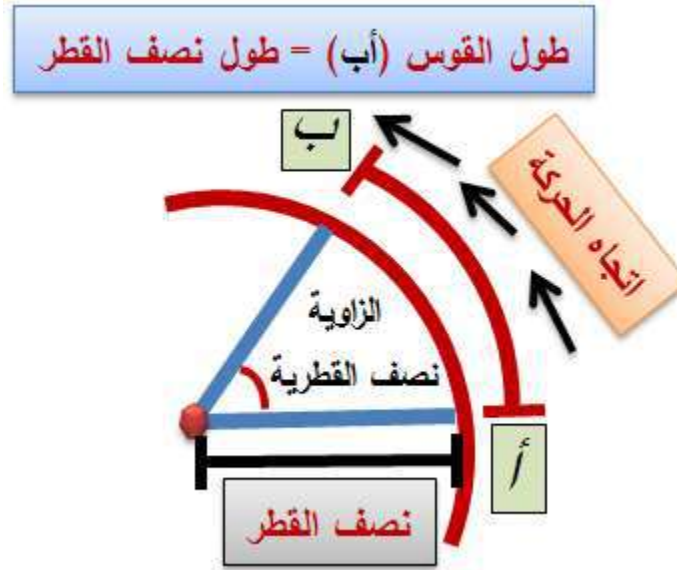 طول القوس (أب) = طول نصف القطر
ب
اتجاه الحركة
الزاوية
نصف القطرية
أ
نصف القطر